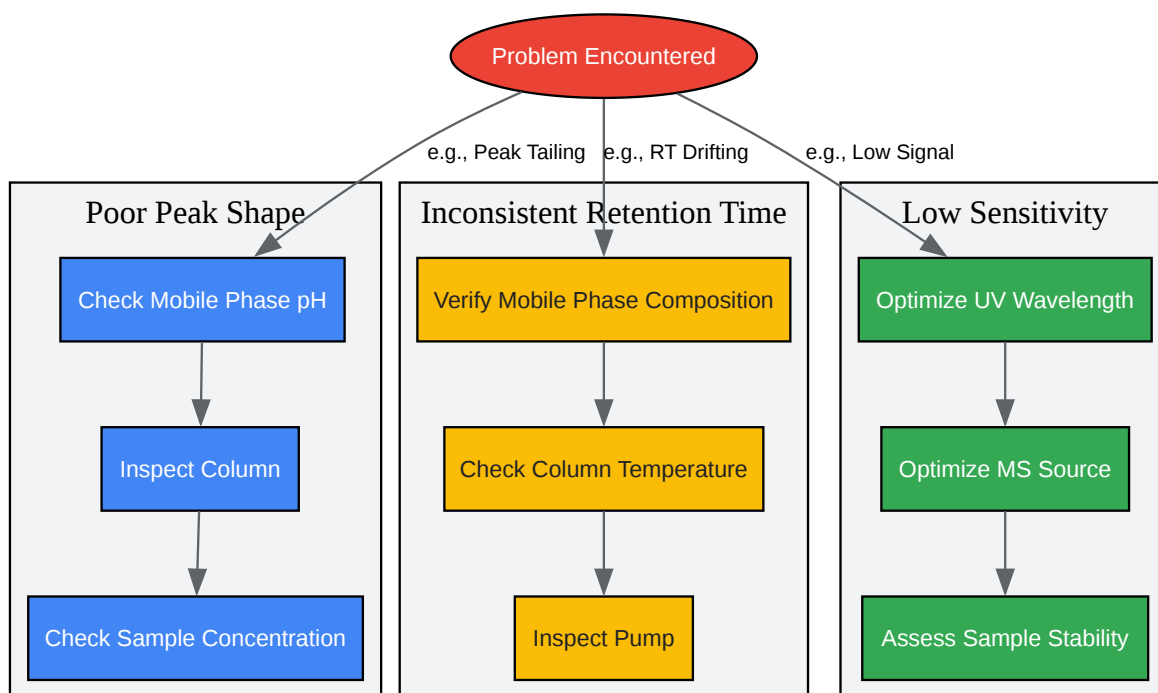 Problem Encountered
e.g., Peak Tailing
e.g., RT Drifting
e.g., Low Signal
Poor Peak Shape
Check Mobile Phase pH
Inspect Column
Check Sample Concentration
Inconsistent Retention Time
Verify Mobile Phase Composition
Check Column Temperature
Inspect Pump
Low Sensitivity
Optimize UV Wavelength
Optimize MS Source
Assess Sample Stability